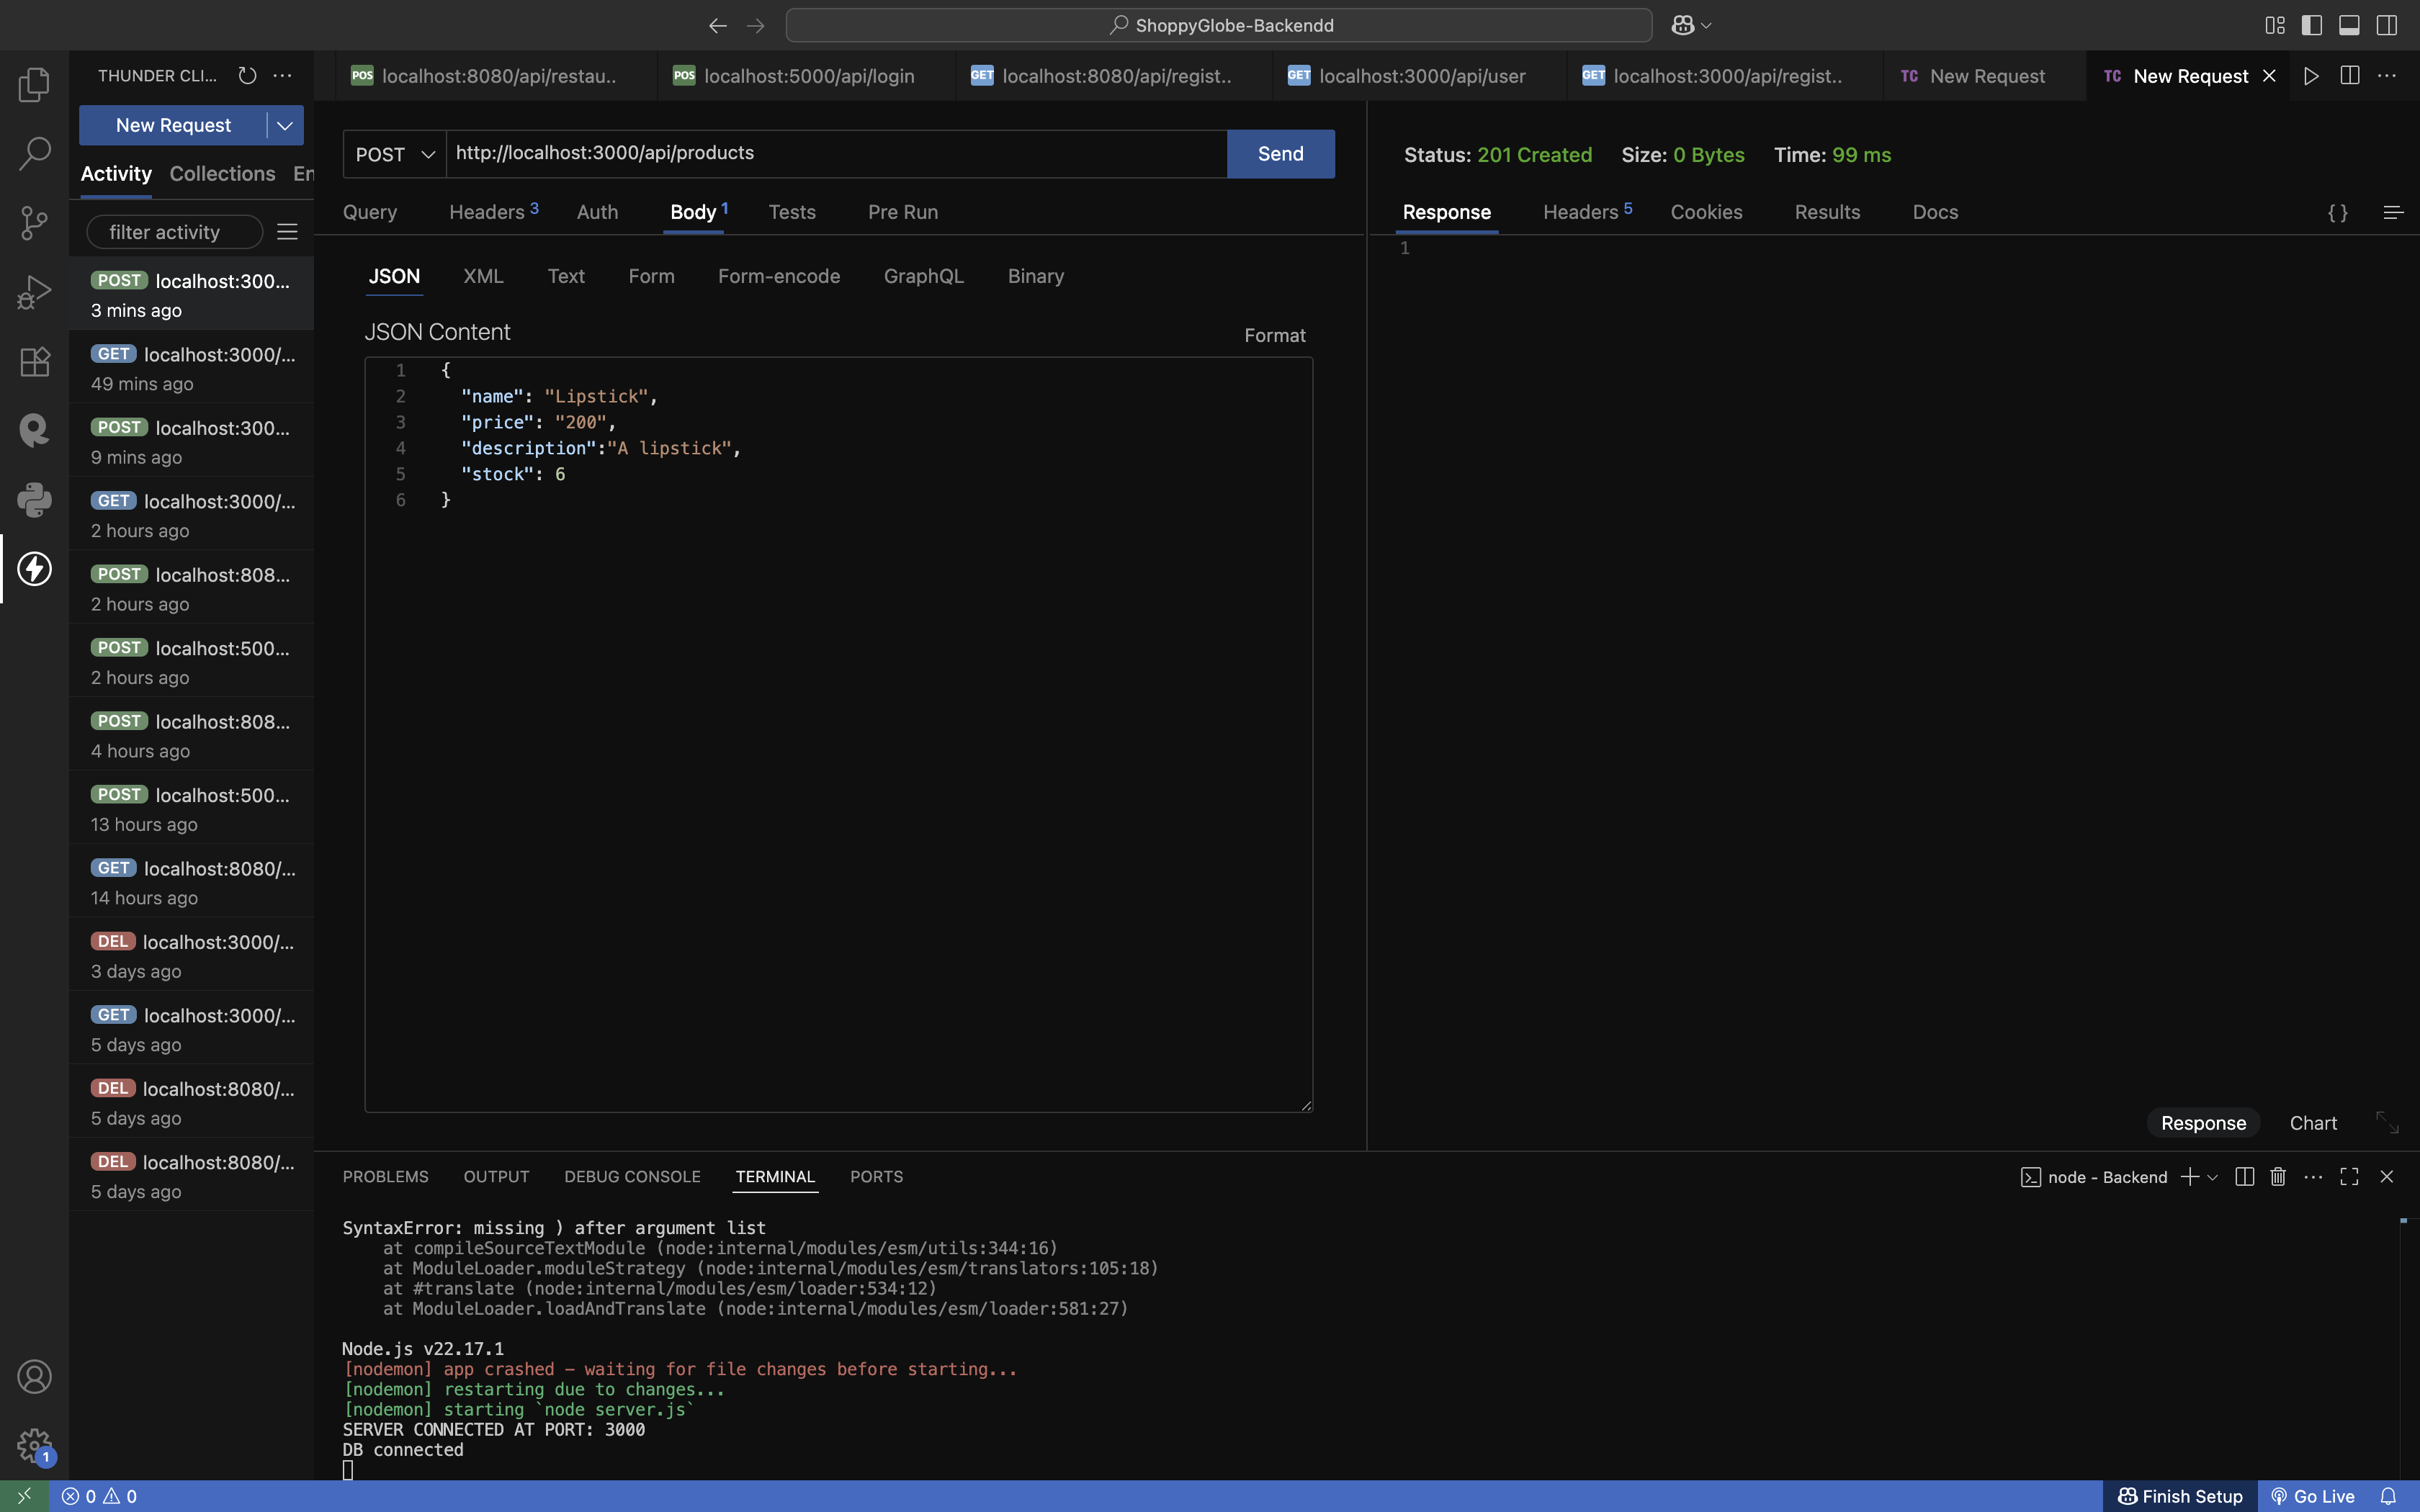 ShoppyGlobe-Backendd
THUNDER CLI...
POS localhost:8080/api/restau..
POS localhost:5000/api/login
GET localhost:8080/api/regist..
GET localhost:3000/api/user
GET localhost:3000/api/regist..
TC New Request
TC New Request
New Request
Activity Collections En
filter activity
POST localhost:300...
3 mins ago
GET localhost:3000/...
49 mins ago
POST localhost:300...
9 mins ago
GET localhost:3000/...
2 hours ago
POST localhost:808...
2 hours ago
POST localhost:500...
2 hours ago
POST localhost:808...
4 hours ago
POST localhost:500...
13 hours ago
GET localhost:8080/...
14 hours ago
DEL localhost:3000/...
3 days ago
GET localhost:3000/...
5 days ago
DEL localhost:8080/...
5 days ago
DEL localhost:8080/...
5 days ago
1
POST http://localhost:3000/api/products Send
Query Headers 3 Auth Body 1 Tests Pre Run
JSON XML Text Form Form-encode GraphQL Binary
JSON Content Format
1 {
2 "name": "Lipstick",
3 "price": "200",
4 "description":"A lipstick",
5 "stock": 6
6 }
Status: 201 Created Size: 0 Bytes Time: 99 ms
Response Headers 5 Cookies Results Docs { }
1
Response Chart
PROBLEMS OUTPUT DEBUG CONSOLE TERMINAL PORTS
node - Backend
SyntaxError: missing ) after argument list
at compileSourceTextModule (node:internal/modules/esm/utils:344:16)
at ModuleLoader.moduleStrategy (node:internal/modules/esm/translators:105:18)
at #translate (node:internal/modules/esm/loader:534:12)
at ModuleLoader.loadAndTranslate (node:internal/modules/esm/loader:581:27)
Node.js v22.17.1
[nodemon] app crashed - waiting for file changes before starting...
[nodemon] restarting due to changes...
[nodemon] starting `node server.js`
SERVER CONNECTED AT PORT: 3000
DB connected
0 0
Finish Setup Go Live